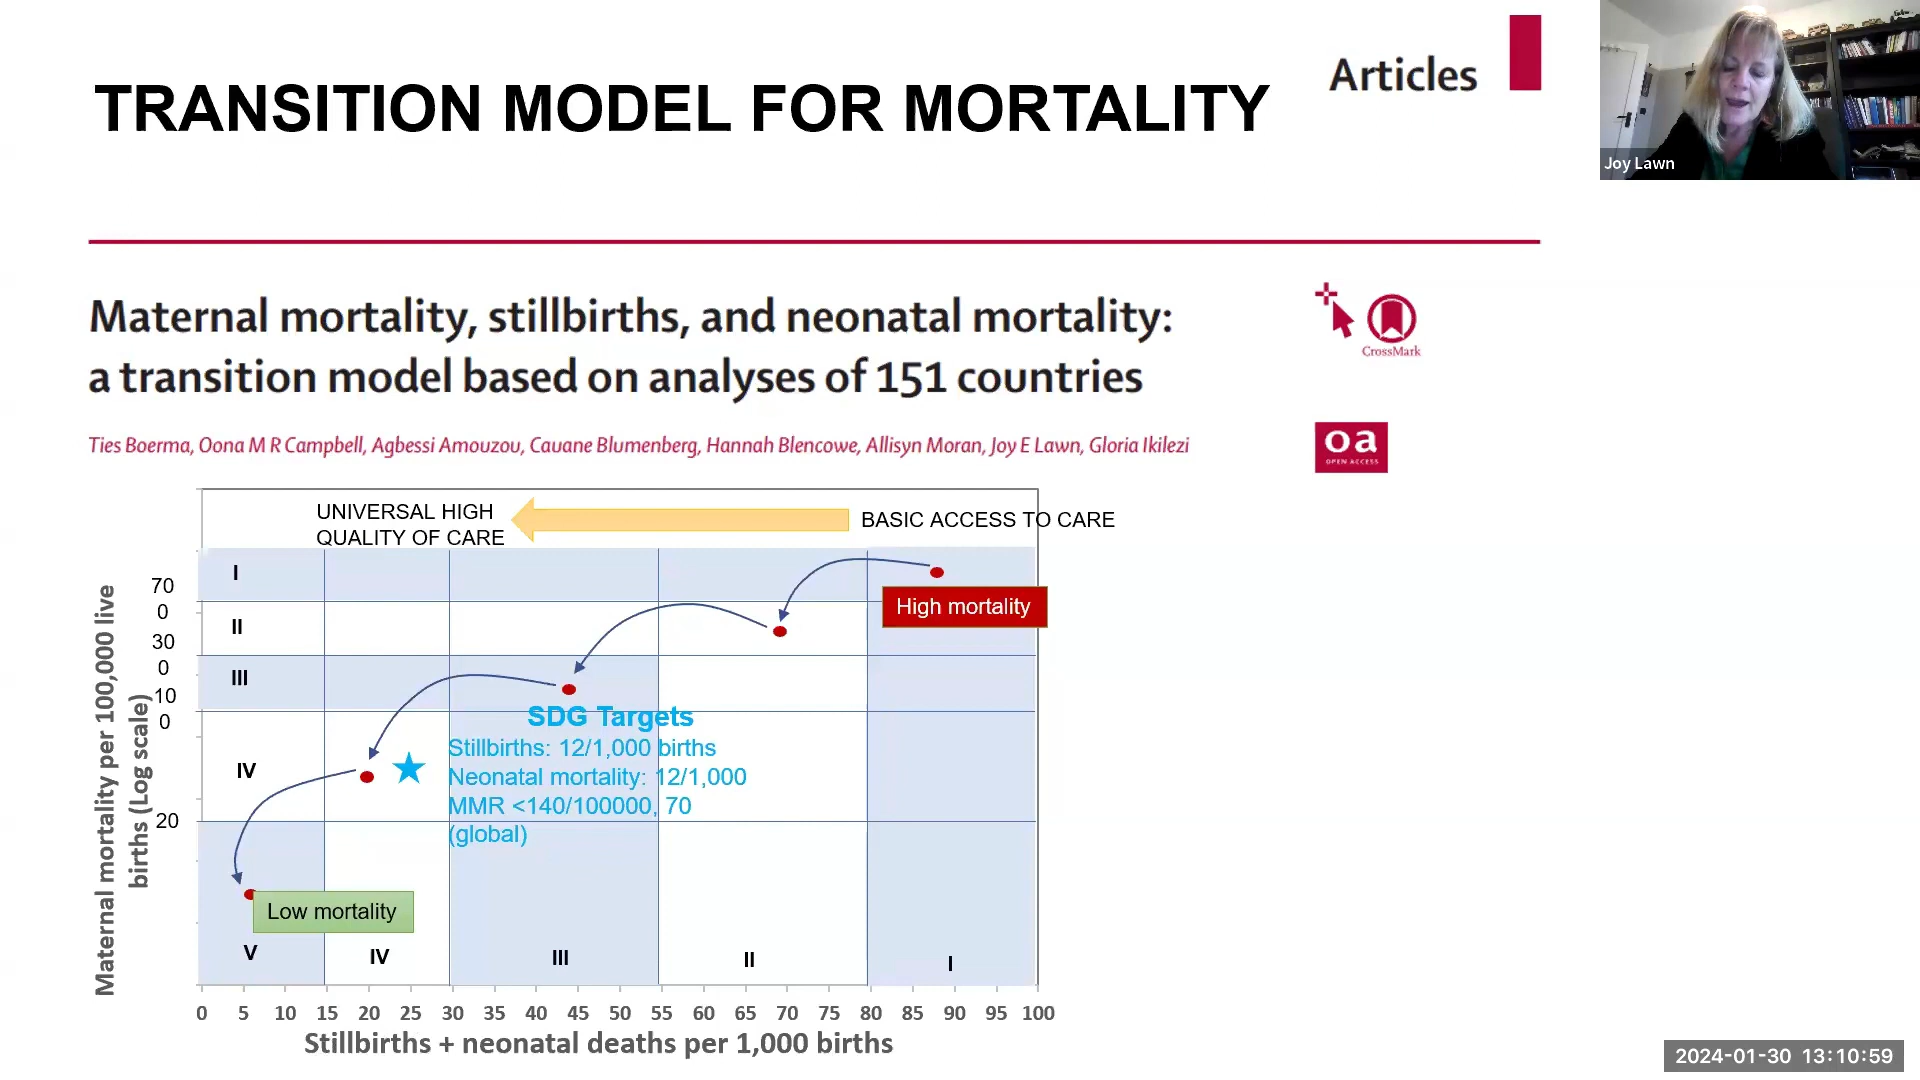 TRANSITION MODEL FOR MORTALITY
Articles
Joy Lawn
Maternal mortality, stillbirths, and neonatal mortality:
a transition model based on analyses of 151 countries
CrossMark
Ties Boerma, Oona M R Campbell, Agbessi Amouzou, Cauane Blumenberg, Hannah Blencowe, Allisyn Moran, Joy E Lawn, Gloria Ikilezi
oa
OPEN ACCESS
UNIVERSAL HIGH
QUALITY OF CARE
BASIC ACCESS TO CARE
Maternal mortality per 100,000 live
births (Log scale)
70
0
30
0
10
0
20
I
II
III
IV
High mortality
SDG Targets
Stillbirths: 12/1,000 births
Neonatal mortality: 12/1,000
MMR <140/100000, 70
(global)
Low mortality
V IV III II I
0 5 10 15 20 25 30 35 40 45 50 55 60 65 70 75 80 85 90 95 100
Stillbirths + neonatal deaths per 1,000 births
2024-01-30 13:10:59